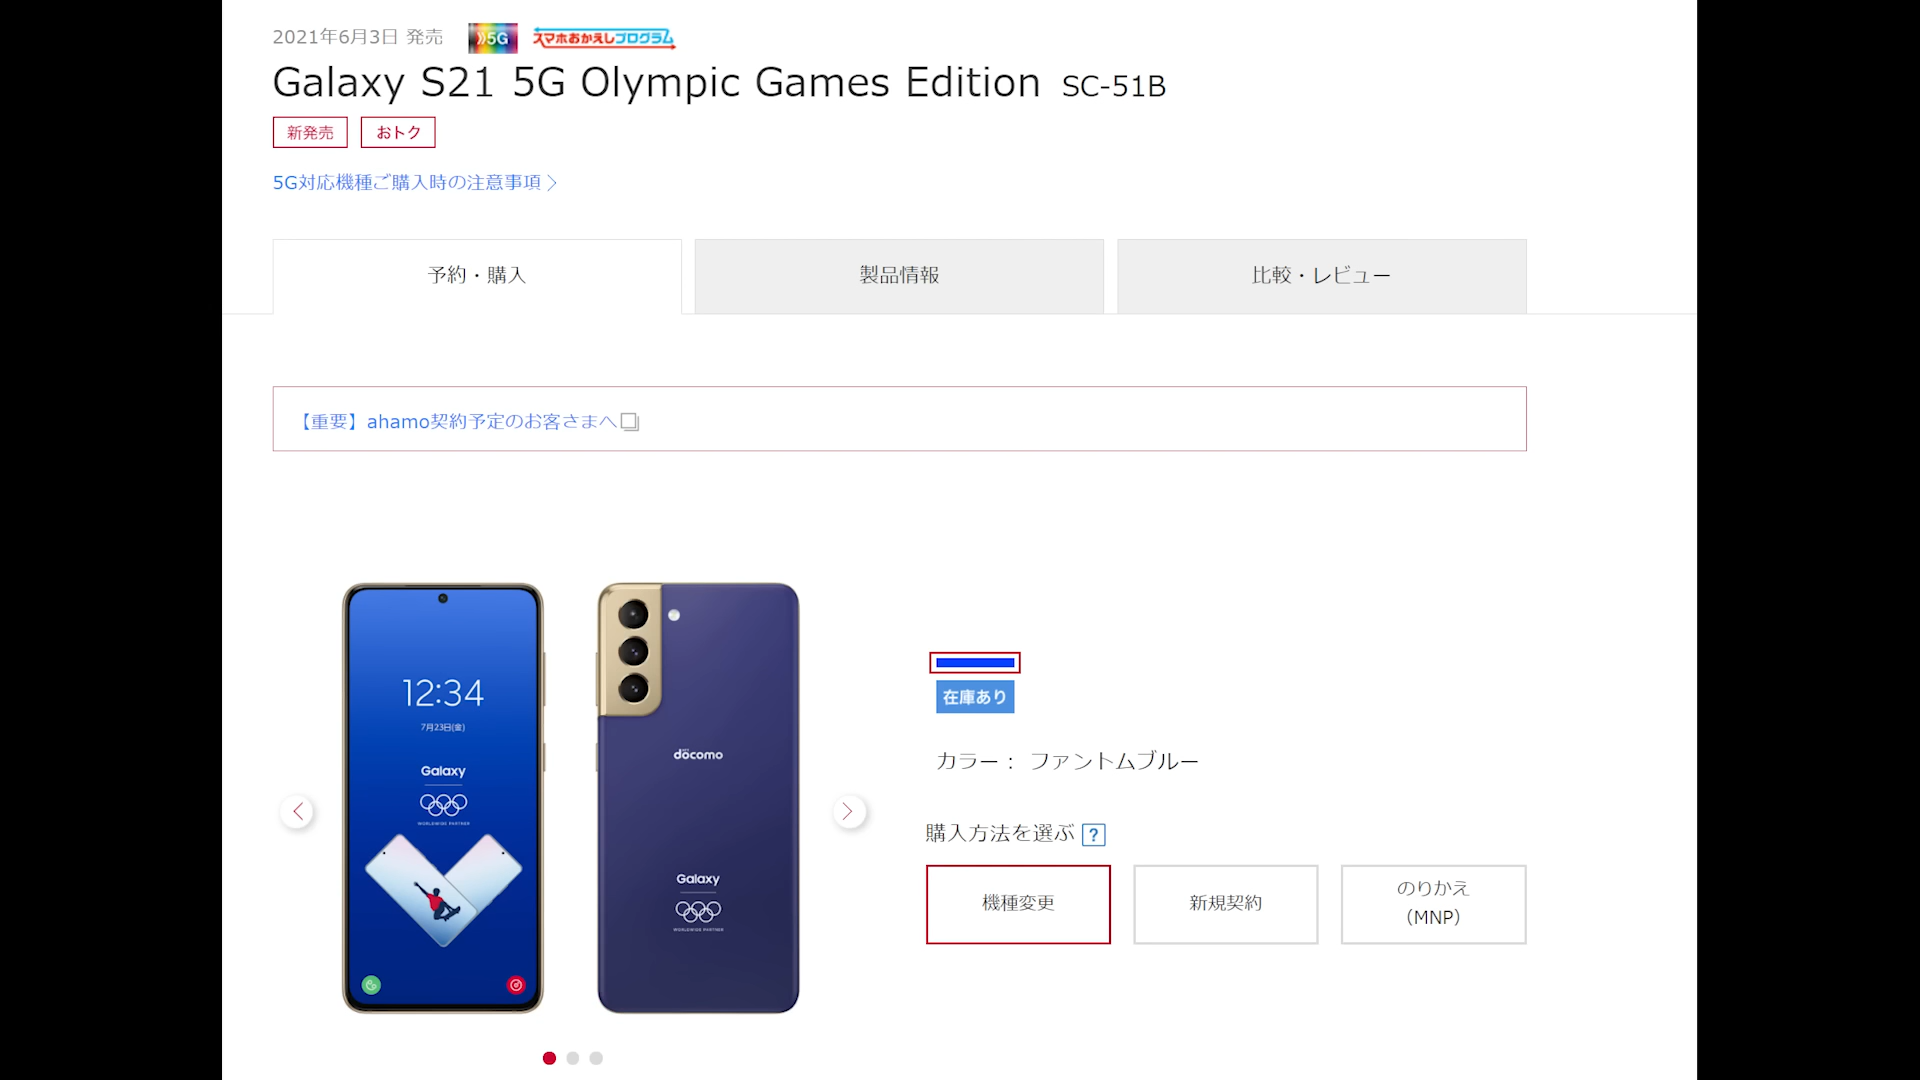 2021年6月3日 発売
5G
スマホおかえしプログラム
Galaxy S21 5G Olympic Games Edition SC-51B
新発売
おトク
5G対応機種ご購入時の注意事項
予約・購入
製品情報
比較・レビュー
【重要】ahamo契約予定のお客さまへ
12:34
7月23日(金)
Galaxy
WORLDWIDE PARTNER
docomo
Galaxy
WORLDWIDE PARTNER
在庫あり
カラー： ファントムブルー
購入方法を選ぶ ?
機種変更
新規契約
のりかえ
（MNP）